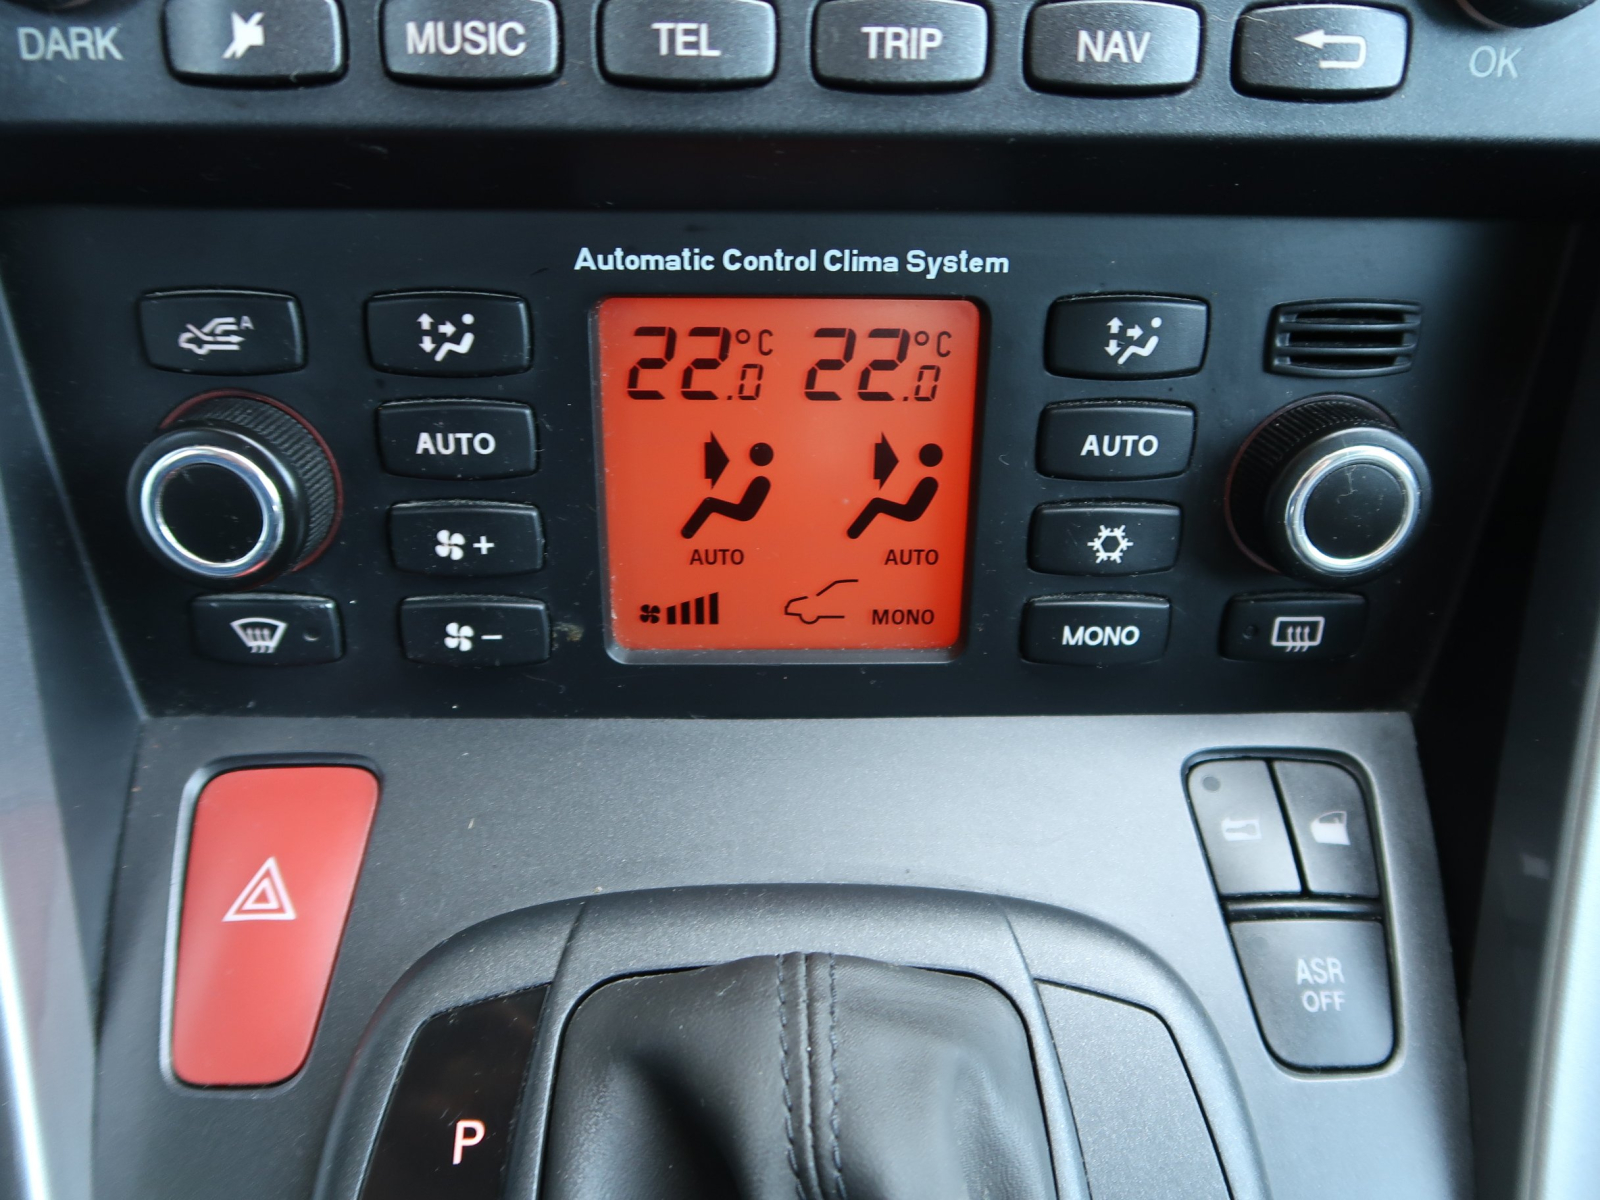 DARK MUSIC TEL TRIP NAV OK
Automatic Control Clima System
A
22.0°C 22.0°C
AUTO AUTO
AUTO AUTO
+
MONO
- MONO
ASR
OFF
P